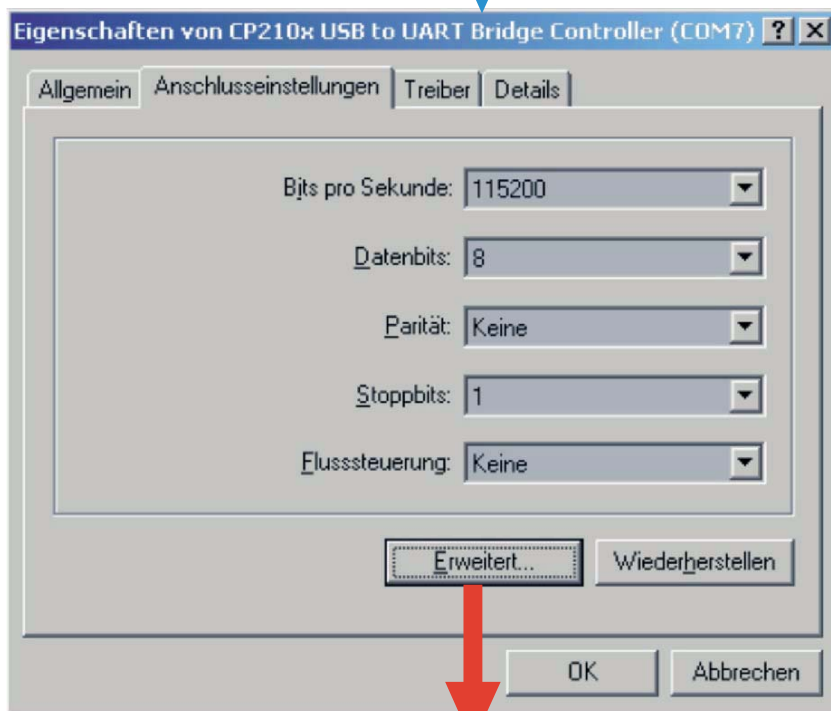 Eigenschaften von CP210x USB to UART Bridge Controller (COM7)
Allgemein Anschlusseinstellungen Treiber Details
Bits pro Sekunde: 115200
Datenbits: 8
Parität: Keine
Stoppbits: 1
Flusssteuerung: Keine
Erweitert... Wiederherstellen
OK Abbrechen